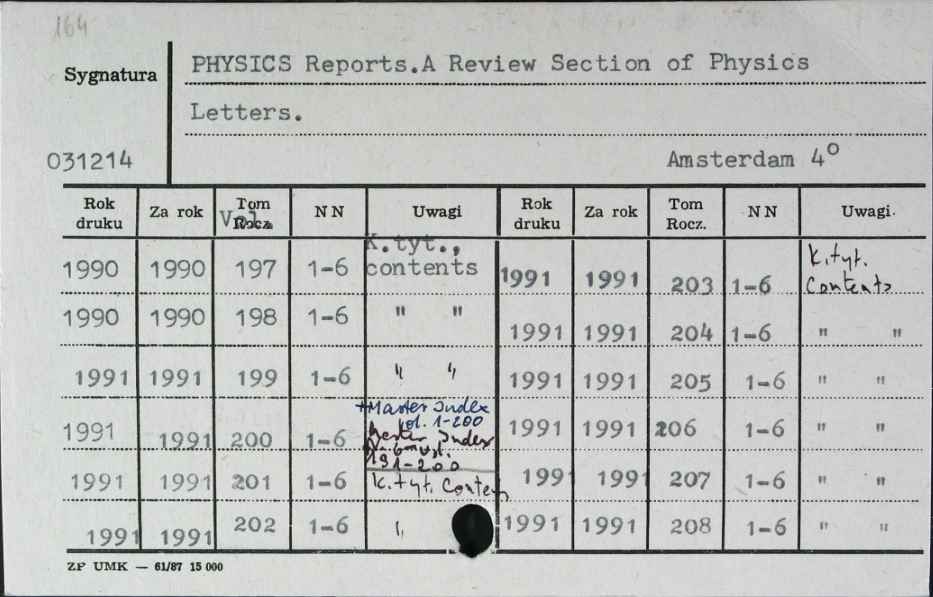 164
Sygnatura
PHYSICS Reports.A Review Section of Physics
Letters.
031214
Amsterdam 4°
Rok druku Za rok Tom Rocz. Vol. NN Uwagi Rok druku Za rok Tom Rocz. NN Uwagi.
1990 1990 197 1-6 K.tyt., contents 1991 1991 203 1-6 K.tyt. Contents
1990 1990 198 1-6 " " 1991 1991 204 1-6 " "
1991 1991 199 1-6 " " 1991 1991 205 1-6 " "
1991 1991 200 1-6 +Master Index vol. 1-200 Index vol. 191-200 1991 1991 206 1-6 " "
1991 1991 201 1-6 K.tyt. Conten 1991 1991 207 1-6 " "
1991 1991 202 1-6 " 1991 1991 208 1-6 " "
ZP UMK — 61/87 15 000